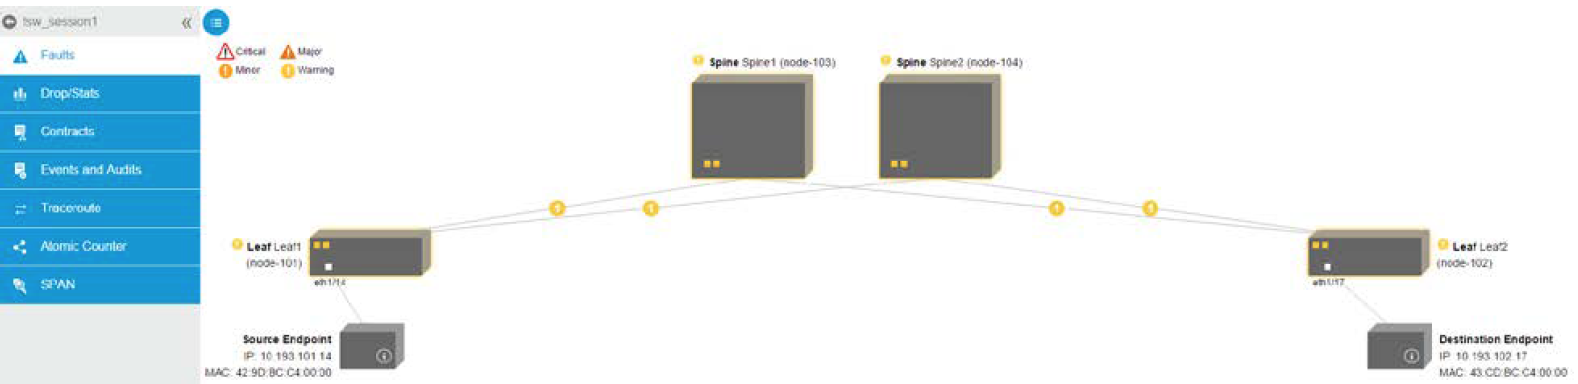 tsw_session1
Faults
Drop/Stats
Contracts
Events and Audits
Traceroute
Atomic Counter
SPAN
Critical
Major
Minor
Warning
Spine Spine1 (node-103)
Spine Spine2 (node-104)
Leaf Leaf1
(node-101)
eth1/14
Source Endpoint
IP: 10.193.101.14
MAC: 42:9D:BC:C4:00:00
Leaf Leaf2
(node-102)
eth1/17
Destination Endpoint
IP: 10.193.102.17
MAC: 43:CD:BC:C4:00:00